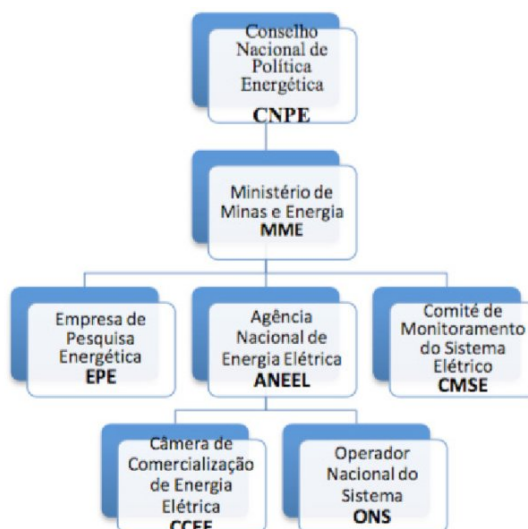 Conselho
Nacional de
Política
Energética
CNPE
Ministério de
Minas e Energia
MME
Empresa de
Pesquisa
Energética
EPE
Agência
Nacional de
Energia Elétrica
ANEEL
Comité de
Monitoramento
do Sistema
Elétrico
CMSE
Câmera de
Comercialização
de Energia
Elétrica
CCEE
Operador
Nacional do
Sistema
ONS